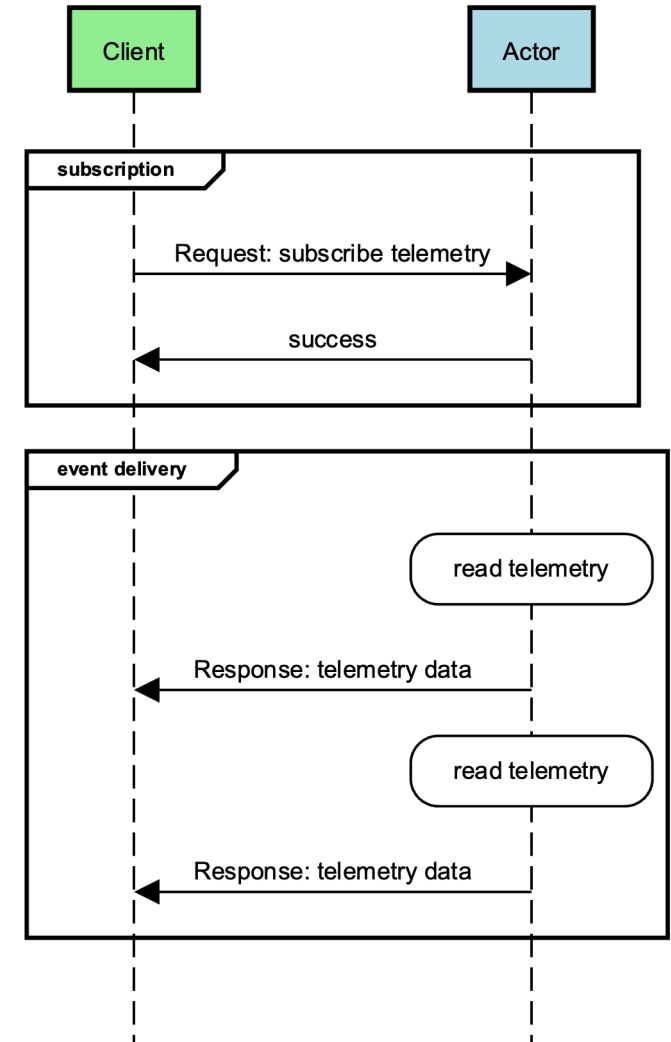 Client
Actor
subscription
Request: subscribe telemetry
success
event delivery
read telemetry
Response: telemetry data
read telemetry
Response: telemetry data